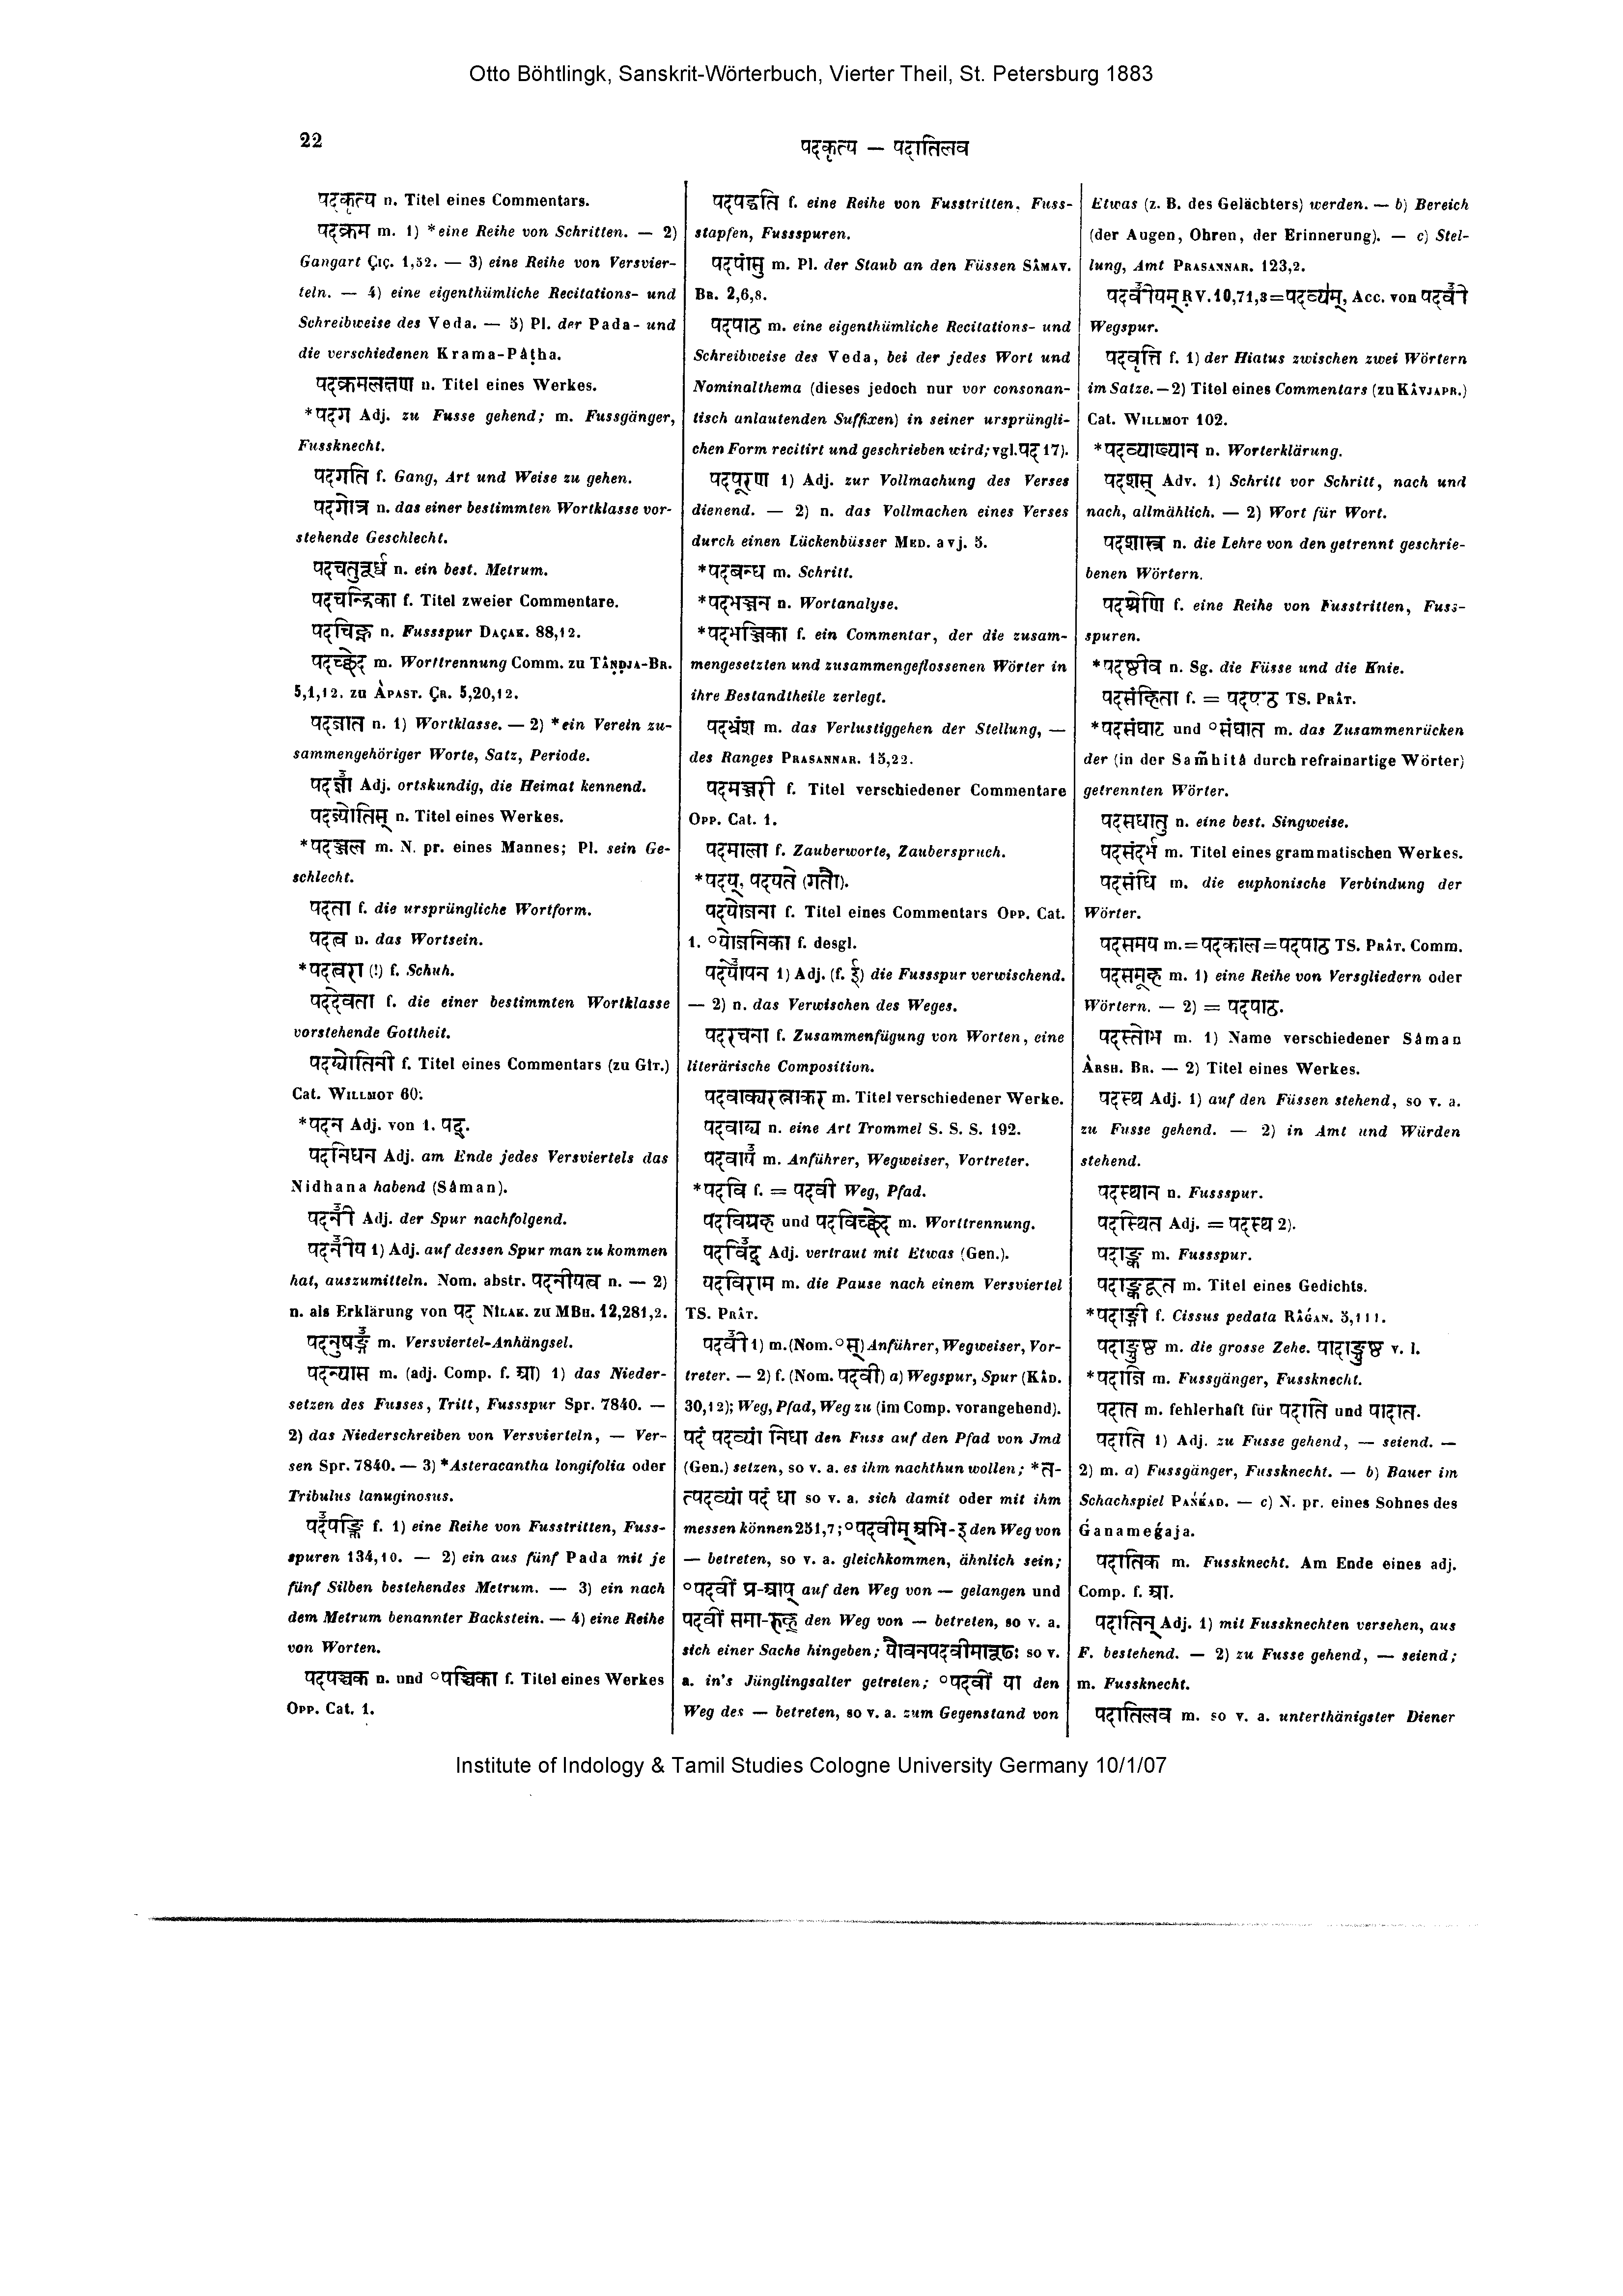 Otto Böhtlingk, Sanskrit-Wörterbuch, Vierter Theil, St. Petersburg 1883
22
पदकृत्य — पदातिलव
पदकृत्य n. Titel eines Commentars.
पदक्रम m. 1) *eine Reihe von Schritten. — 2)
Gangart Çıç. 1,52. — 3) eine Reihe von Versvier-
teln. — 4) eine eigenthümliche Recitations- und
Schreibweise des Veda. — 5) Pl. der Pada- und
die verschiedenen Krama-Pâṭha.
पदक्रमलक्षण n. Titel eines Werkes.
*पदग Adj. zu Fusse gehend; m. Fussgänger,
Fussknecht.
पदगति f. Gang, Art und Weise zu gehen.
पदगोत्र n. das einer bestimmten Wortklasse vor-
stehende Geschlecht.
पदचतुरूर्ध्व n. ein best. Metrum.
पदचन्द्रिका f. Titel zweier Commentare.
पदचिह्न n. Fussspur Daçak. 88,12.
पदच्छेद m. Worttrennung Comm. zu Tâṇḍja-Br.
5,1,12. zu Âpast. Çr. 5,20,12.
पदजात n. 1) Wortklasse. — 2) *ein Verein zu-
sammengehöriger Worte, Satz, Periode.
पदज्ञ Adj. ortskundig, die Heimat kennend.
पदज्योतिस् n. Titel eines Werkes.
*पदञ्जल m. N. pr. eines Mannes; Pl. sein Ge-
schlecht.
पदता f. die ursprüngliche Wortform.
पदत्व n. das Wortsein.
*पदत्वरा (!) f. Schuh.
पददेवता f. die einer bestimmten Wortklasse
vorstehende Gottheit.
पदद्योतिनी f. Titel eines Commentars (zu Gît.)
Cat. Willmot 60.
*पदन Adj. von 1. पद्.
पदनिधन Adj. am Ende jedes Versviertels das
Nidhana habend (Sâman).
पदनी Adj. der Spur nachfolgend.
पदनीय 1) Adj. auf dessen Spur man zu kommen
hat, auszumitteln. Nom. abstr. पदनीयत्व n. — 2)
n. als Erklärung von पद Nîlak. zu MBh. 12,281,2.
पदनुषङ्ग m. Versviertel-Anhängsel.
पदन्यास m. (adj. Comp. f. आ) 1) das Nieder-
setzen des Fusses, Tritt, Fussspur Spr. 7840. —
2) das Niederschreiben von Versvierteln, — Ver-
sen Spr. 7840. — 3) *Asteracantha longifolia oder
Tribulus lanuginosus.
पदपङ्क्ति f. 1) eine Reihe von Fusstritten, Fuss-
spuren 134,10. — 2) ein aus fünf Pada mit je
fünf Silben bestehendes Metrum. — 3) ein nach
dem Metrum benannter Backstein. — 4) eine Reihe
von Worten.
पदपञ्चक n. und °पञ्चिका f. Titel eines Werkes
Opp. Cat. 1.
पदपद्धति f. eine Reihe von Fusstritten, Fuss-
stapfen, Fussspuren.
पदपांसु m. Pl. der Staub an den Füssen Sâmav.
Br. 2,6,8.
पदपाठ m. eine eigenthümliche Recitations- und
Schreibweise des Veda, bei der jedes Wort und
Nominalthema (dieses jedoch nur vor consonan-
tisch anlautenden Suffixen) in seiner ursprüngli-
chen Form recitirt und geschrieben wird; vgl. पद 17).
पदपूरण 1) Adj. zur Vollmachung des Verses
dienend. — 2) n. das Vollmachen eines Verses
durch einen Lückenbüsser Med. avj. 5.
*पदबन्ध m. Schritt.
*पदभञ्जन n. Wortanalyse.
*पदभञ्जिका f. ein Commentar, der die zusam-
mengesetzten und zusammengeflossenen Wörter in
ihre Bestandtheile zerlegt.
पदभ्रंश m. das Verlustiggehen der Stellung, —
des Ranges Prasannar. 15,22.
पदमञ्जरी f. Titel verschiedener Commentare
Opp. Cat. 1.
पदमाला f. Zauberworte, Zauberspruch.
*पदय्, पदयते (गतौ).
पदयोजना f. Titel eines Commentars Opp. Cat.
1. °योजनिका f. desgl.
पदयोपन 1) Adj. (f. ई) die Fussspur verwischend.
— 2) n. das Verwischen des Weges.
पदरचना f. Zusammenfügung von Worten, eine
literärische Composition.
पदवाक्यरत्नाकर m. Titel verschiedener Werke.
पदवाद्य n. eine Art Trommel S. S. S. 192.
पदवाय m. Anführer, Wegweiser, Vortreter.
*पदवि f. = पदवी Weg, Pfad.
पदविग्रह und पदविच्छेद m. Worttrennung.
पदविद् Adj. vertraut mit Etwas (Gen.).
पदविराम m. die Pause nach einem Versviertel
TS. Prât.
पदवी 1) m. (Nom. °स्) Anführer, Wegweiser, Vor-
treter. — 2) f. (Nom. पदवी) a) Wegspur, Spur (Kâd.
30,12); Weg, Pfad, Weg zu (im Comp. vorangehend).
पदं पदव्यां निधा den Fuss auf den Pfad von Jmd
(Gen.) setzen, so v. a. es ihm nachthun wollen; *त-
त्पदव्यां पदं धा so v. a. sich damit oder mit ihm
messen können 251,7; °पदवीम् अभि-इ den Weg von
— betreten, so v. a. gleichkommen, ähnlich sein;
°पदवीं प्र-आप् auf den Weg von — gelangen und
पदवीं समा-रुह् den Weg von — betreten, so v. a.
sich einer Sache hingeben; यौवनपदवीमारूढः so v.
a. in's Jünglingsalter getreten; °पदवीं या den
Weg des — betreten, so v. a. zum Gegenstand von
Etwas (z. B. des Gelächters) werden. — b) Bereich
(der Augen, Ohren, der Erinnerung). — c) Stel-
lung, Amt Prasannar. 123,2.
पदवीयम् RV. 10,71,3 = पदव्यम्, Acc. von पदवी
Wegspur.
पदवृत्ति f. 1) der Hiatus zwischen zwei Wörtern
im Satze. — 2) Titel eines Commentars (zu Kâvjapr.)
Cat. Willmot 102.
*पदव्याख्यान n. Worterklärung.
पदशस् Adv. 1) Schritt vor Schritt, nach und
nach, allmählich. — 2) Wort für Wort.
पदशास्त्र n. die Lehre von den getrennt geschrie-
benen Wörtern.
पदश्रेणि f. eine Reihe von Fusstritten, Fuss-
spuren.
*पदष्ठीव n. Sg. die Füsse und die Knie.
पदसंहिता f. = पदपाठ TS. Prât.
*पदसंघाट und °संघात m. das Zusammenrücken
der (in der Sam̃hitâ durch refrainartige Wörter)
getrennten Wörter.
पदसधातु n. eine best. Singweise.
पदसंदर्भ m. Titel eines grammatischen Werkes.
पदसंधि m. die euphonische Verbindung der
Wörter.
पदसमय m. = पदकाल = पदपाठ TS. Prât. Comm.
पदसमूह m. 1) eine Reihe von Versgliedern oder
Wörtern. — 2) = पदपाठ.
पदस्तोभ m. 1) Name verschiedener Sâman
Ârsh. Br. — 2) Titel eines Werkes.
पदस्थ Adj. 1) auf den Füssen stehend, so v. a.
zu Fusse gehend. — 2) in Amt und Würden
stehend.
पदस्थान n. Fussspur.
पदस्थित Adj. = पदस्थ 2).
पदाङ्क m. Fussspur.
पदाङ्कदूत m. Titel eines Gedichts.
*पदाङ्गी f. Cissus pedata Râǵan. 3,111.
पदाङ्गुष्ठ m. die grosse Zehe. पादाङ्गुष्ठ v. l.
*पदाजि m. Fussgänger, Fussknecht.
पदात m. fehlerhaft für पदाति und पादात.
पदाति 1) Adj. zu Fusse gehend, — seiend. —
2) m. a) Fussgänger, Fussknecht. — b) Bauer im
Schachspiel Pańḱad. — c) N. pr. eines Sohnes des
Ǵanameǵaja.
पदातिक m. Fussknecht. Am Ende eines adj.
Comp. f. आ.
पदातिन् Adj. 1) mit Fussknechten versehen, aus
F. bestehend. — 2) zu Fusse gehend, — seiend;
m. Fussknecht.
पदातिलव m. so v. a. unterthänigster Diener
Institute of Indology & Tamil Studies Cologne University Germany 10/1/07